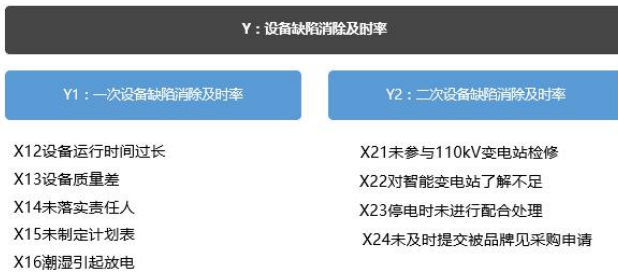 Y：设备缺陷消除及时率
Y1：一次设备缺陷消除及时率
Y2：二次设备缺陷消除及时率
X12设备运行时间过长
X13设备质量差
X14未落实责任人
X15未制定计划表
X16潮湿引起放电
X21未参与110kV变电站检修
X22对智能变电站了解不足
X23停电时未进行配合处理
X24未及时提交被品牌见采购申请